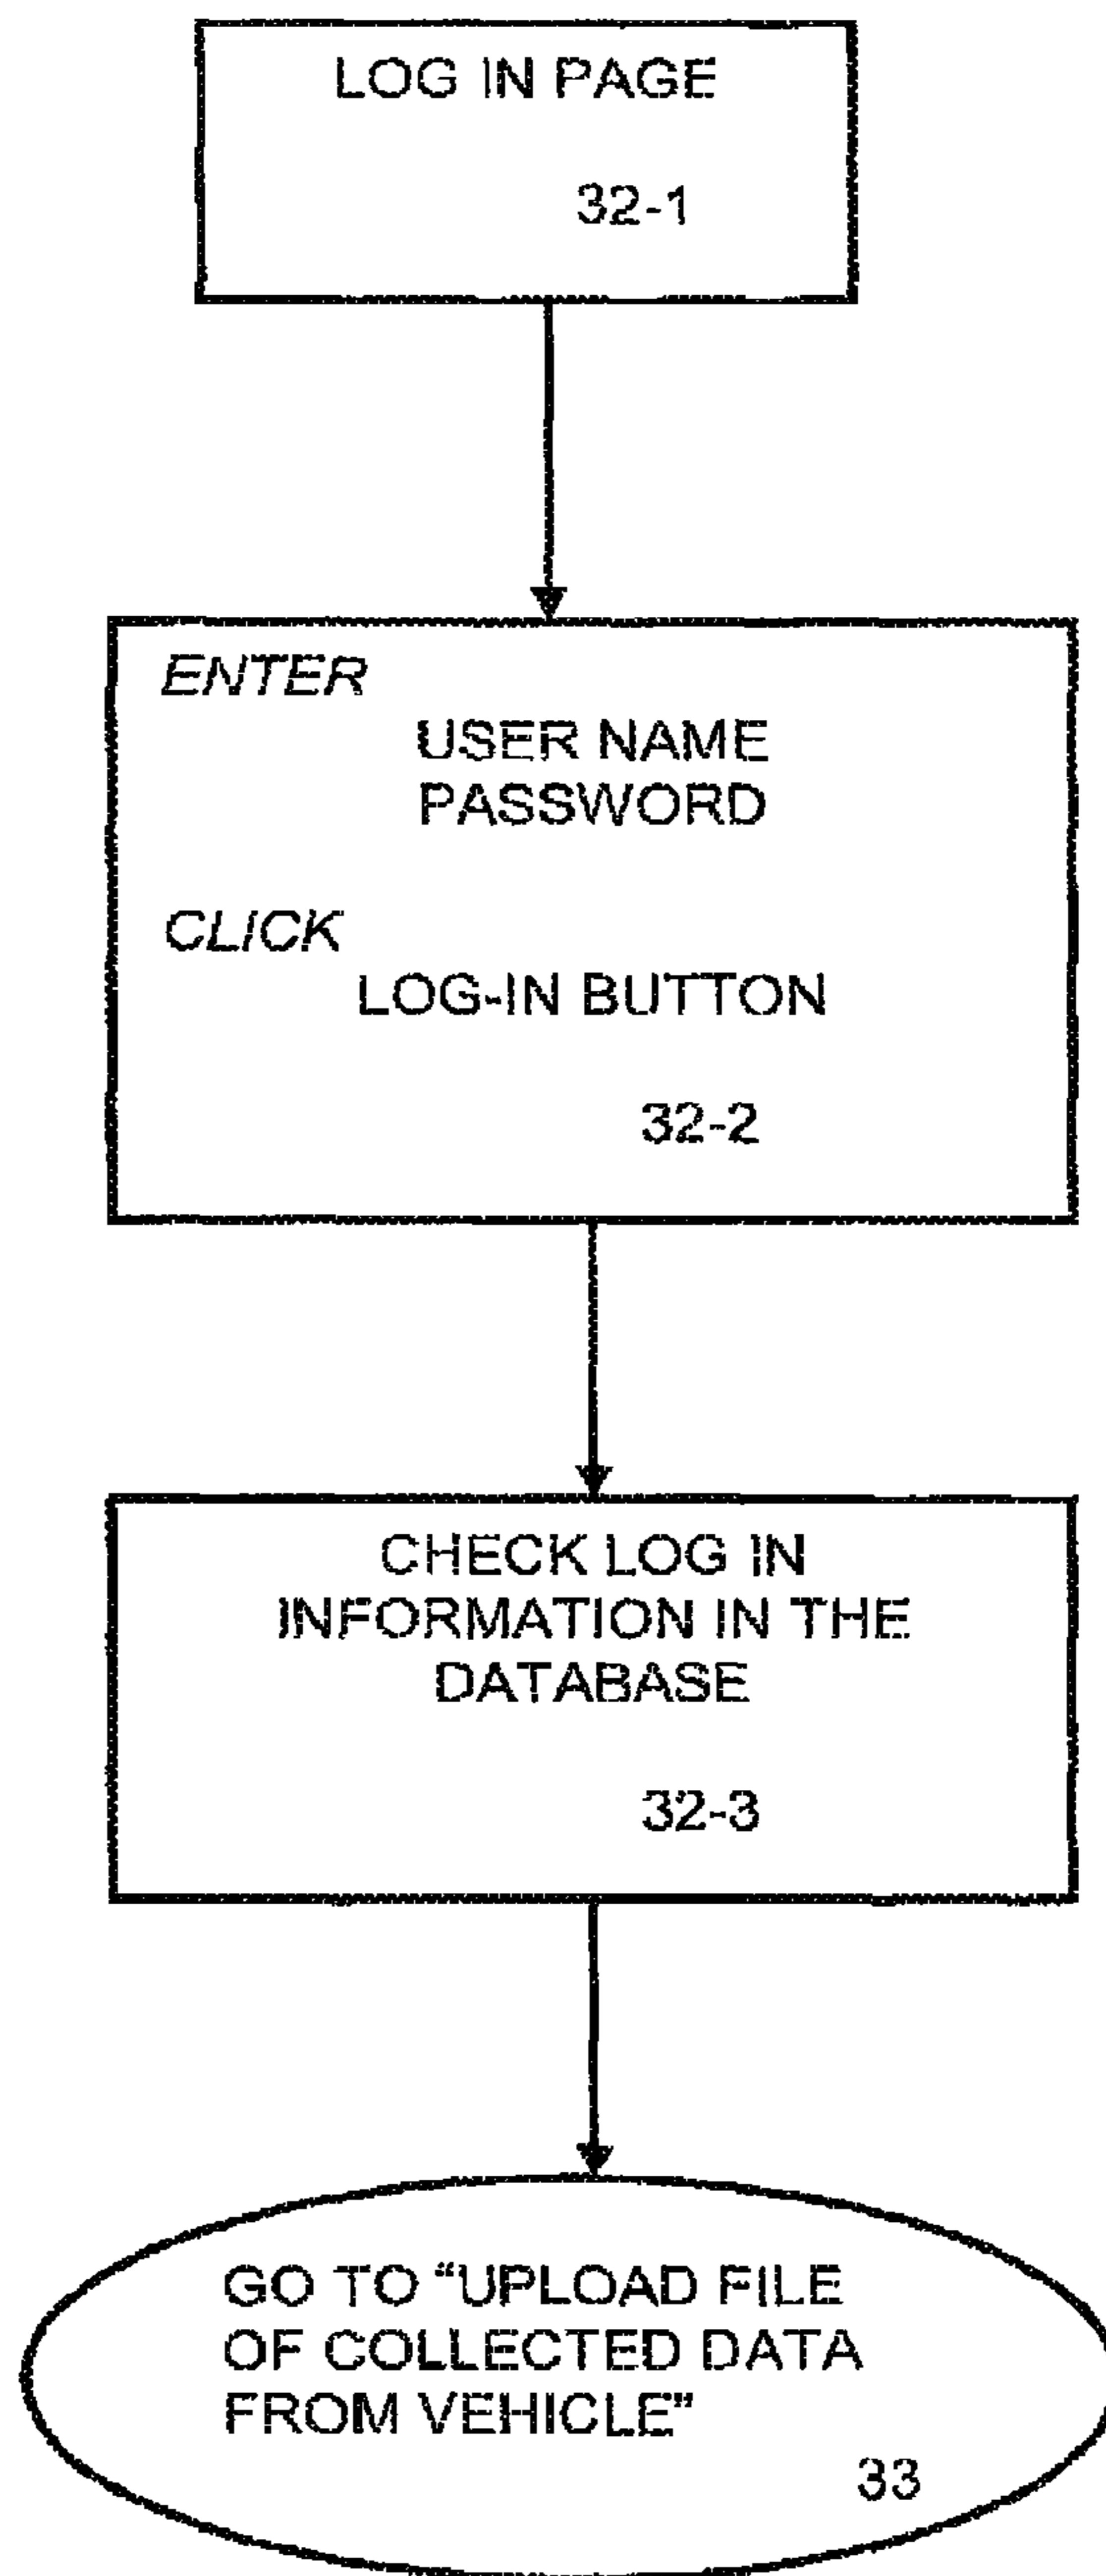 LOG IN PAGE
32-1
ENTER
USER NAME
PASSWORD
CLICK
LOG-IN BUTTON
32-2
CHECK LOG IN
INFORMATION IN THE
DATABASE
32-3
GO TO “UPLOAD FILE
OF COLLECTED DATA
FROM VEHICLE”
33